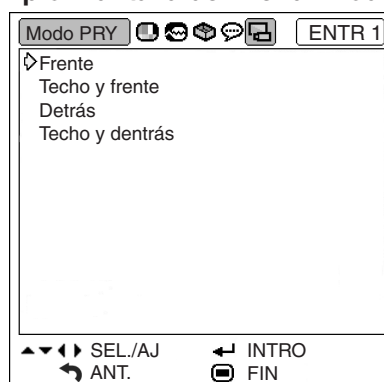 Modo PRY ENTR 1
Frente
Techo y frente
Detrás
Techo y dentrás
SEL./AJ INTRO
ANT. FIN